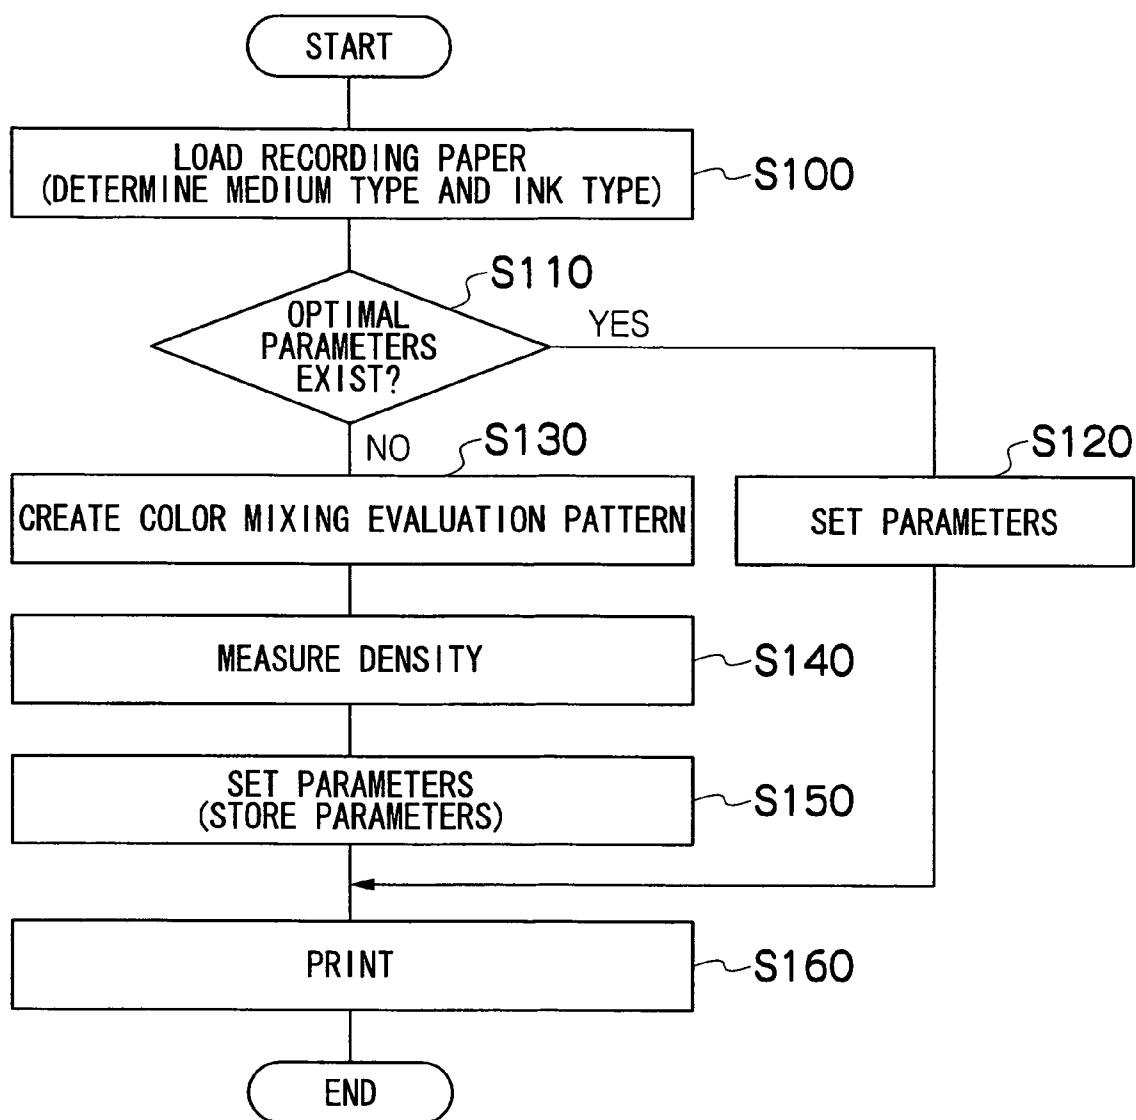 START
LOAD RECORDING PAPER
(DETERMINE MEDIUM TYPE AND INK TYPE)
S100
S110
OPTIMAL
PARAMETERS
EXIST?
YES
NO
S130
CREATE COLOR MIXING EVALUATION PATTERN
S120
SET PARAMETERS
MEASURE DENSITY
S140
SET PARAMETERS
(STORE PARAMETERS)
S150
PRINT
S160
END